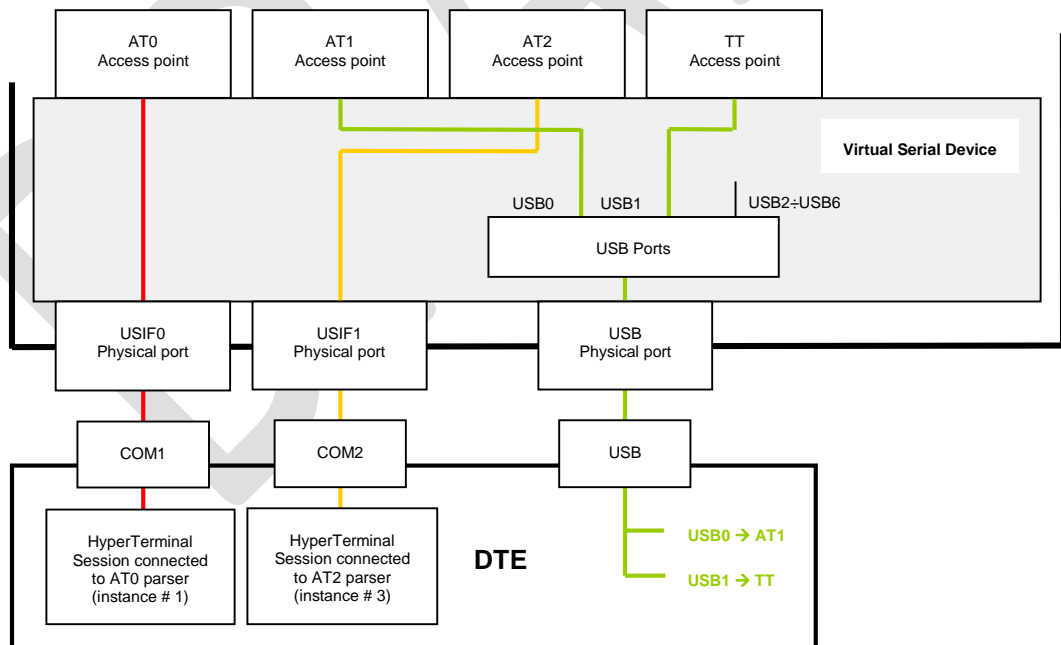 AT0
Access point
AT1
Access point
AT2
Access point
TT
Access point
Virtual Serial Device
USB0
USB1
USB2÷USB6
USB Ports
USIF0
Physical port
USIF1
Physical port
USB
Physical port
COM1
COM2
USB
HyperTerminal
Session connected
to AT0 parser
(instance # 1)
HyperTerminal
Session connected
to AT2 parser
(instance # 3)
DTE
USB0 → AT1
USB1 → TT